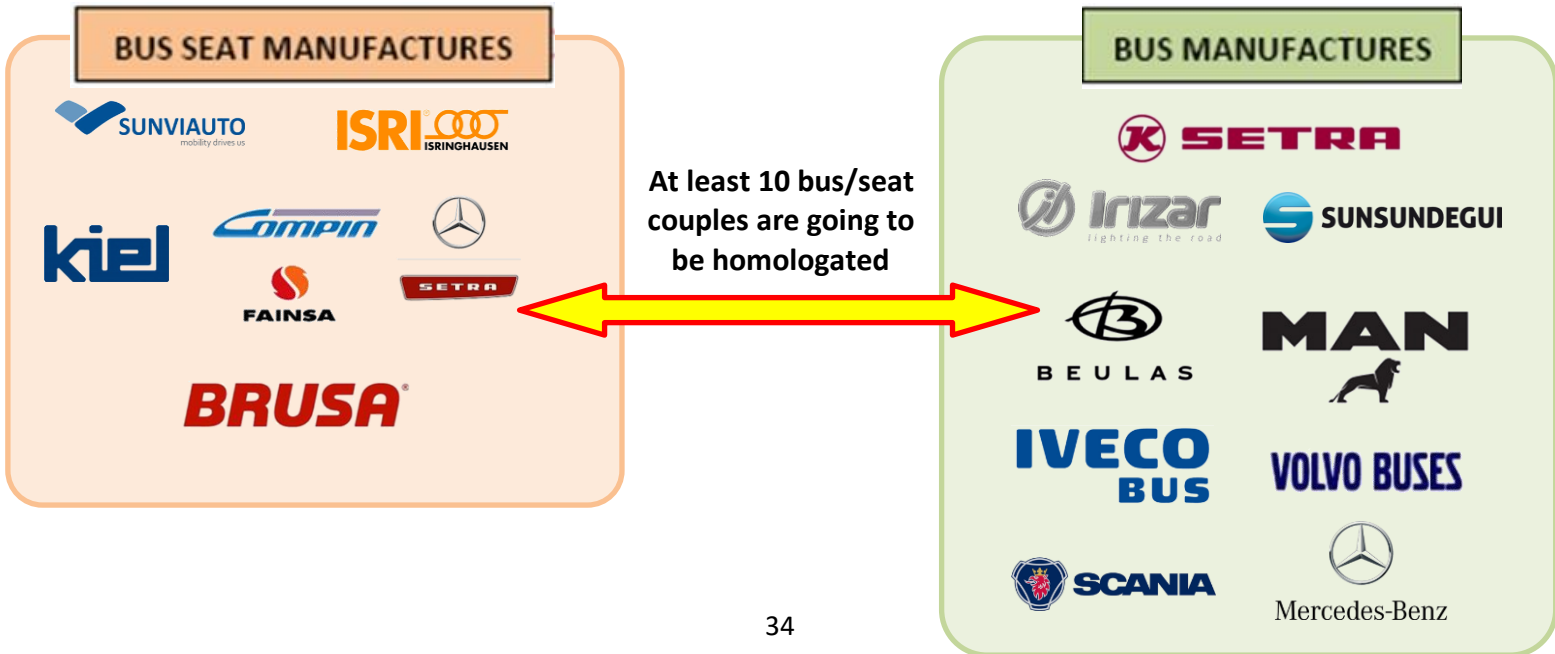 BUS SEAT MANUFACTURES
SUNVIAUTO
mobility drives us
ISRI®
ISRINGHAUSEN
kiel
COMPIN
FAINSA
SETRA
BRUSA®
At least 10 bus/seat
couples are going to
be homologated
BUS MANUFACTURES
K SETRA
Irizar
lighting the road
SUNSUNDEGUI
B
BEULAS
MAN
IVECO
BUS
VOLVO BUSES
SCANIA
Mercedes-Benz
34